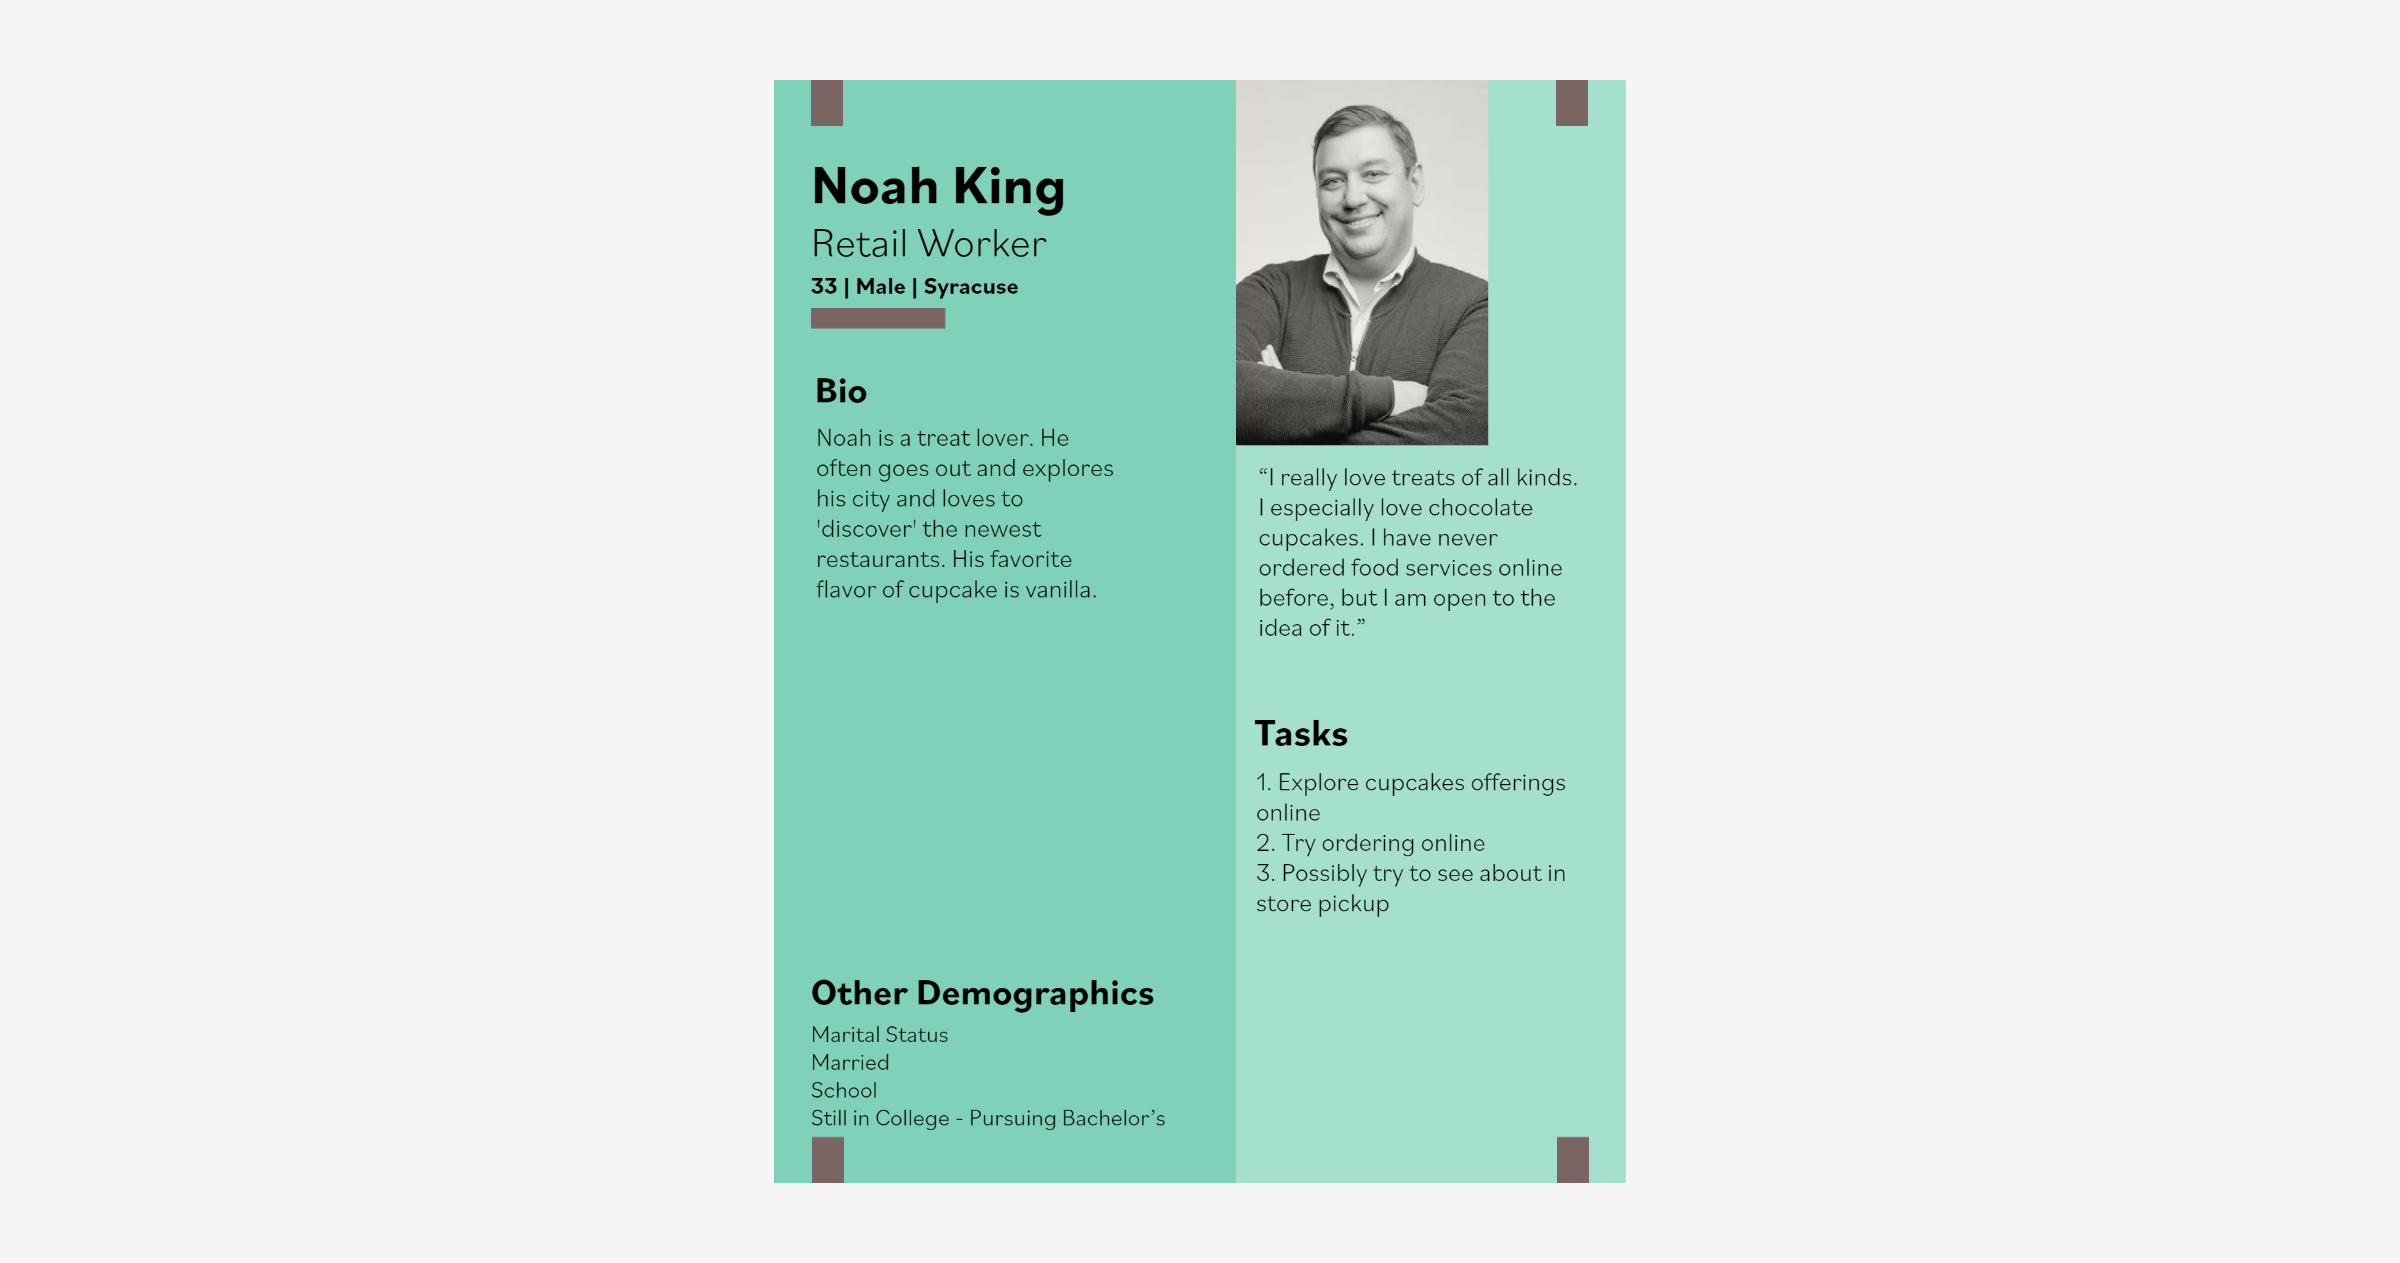 Noah King
Retail Worker
33 | Male | Syracuse
Bio
Noah is a treat lover. He
often goes out and explores
his city and loves to
'discover' the newest
restaurants. His favorite
flavor of cupcake is vanilla.
Other Demographics
Marital Status
Married
School
Still in College - Pursuing Bachelor’s
“I really love treats of all kinds.
I especially love chocolate
cupcakes. I have never
ordered food services online
before, but I am open to the
idea of it.”
Tasks
1. Explore cupcakes offerings
online
2. Try ordering online
3. Possibly try to see about in
store pickup